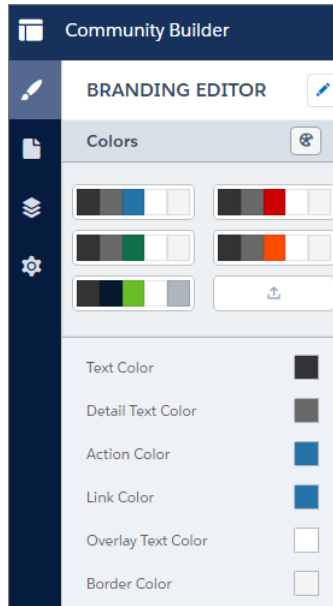 Community Builder
BRANDING EDITOR
Colors
Text Color
Detail Text Color
Action Color
Link Color
Overlay Text Color
Border Color